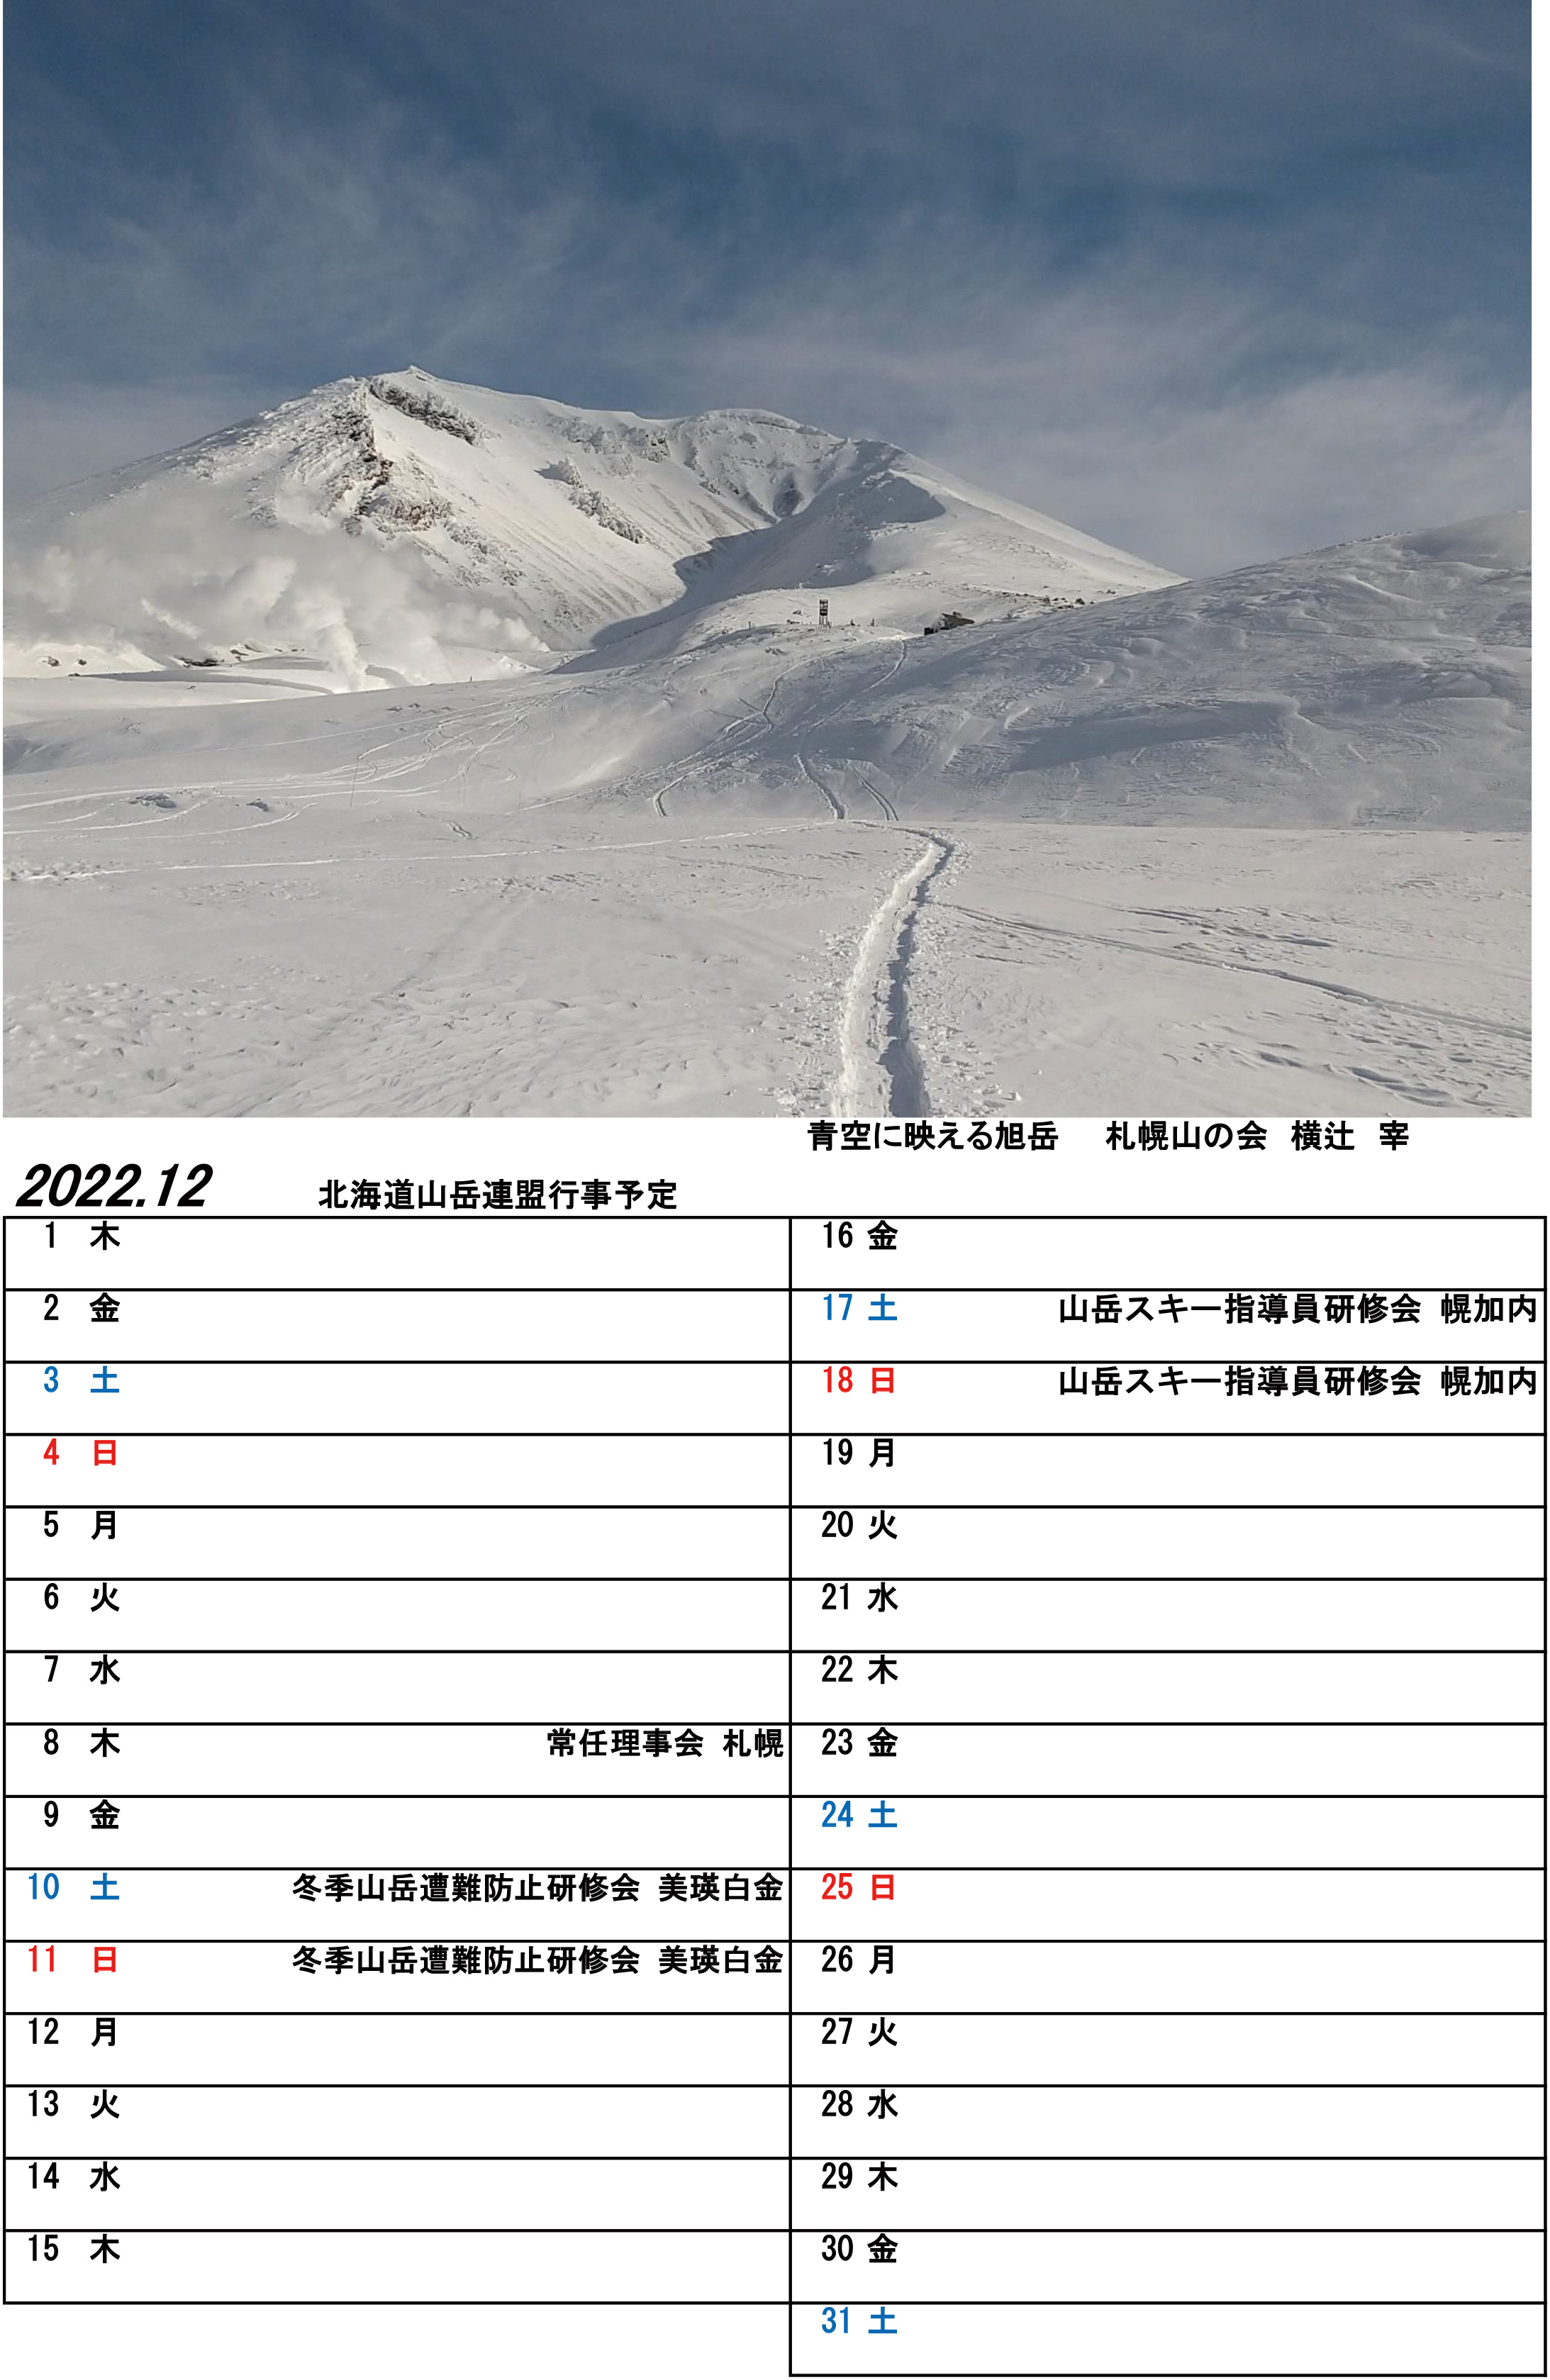 青空に映える旭岳　札幌山の会　横辻　宰
2022.12　北海道山岳連盟行事予定
1 木
2 金
3 土
4 日
5 月
6 火
7 水
8 木　常任理事会 札幌
9 金
10 土　冬季山岳遭難防止研修会 美瑛白金
11 日　冬季山岳遭難防止研修会 美瑛白金
12 月
13 火
14 水
15 木
16 金
17 土　山岳スキー指導員研修会 幌加内
18 日　山岳スキー指導員研修会 幌加内
19 月
20 火
21 水
22 木
23 金
24 土
25 日
26 月
27 火
28 水
29 木
30 金
31 土